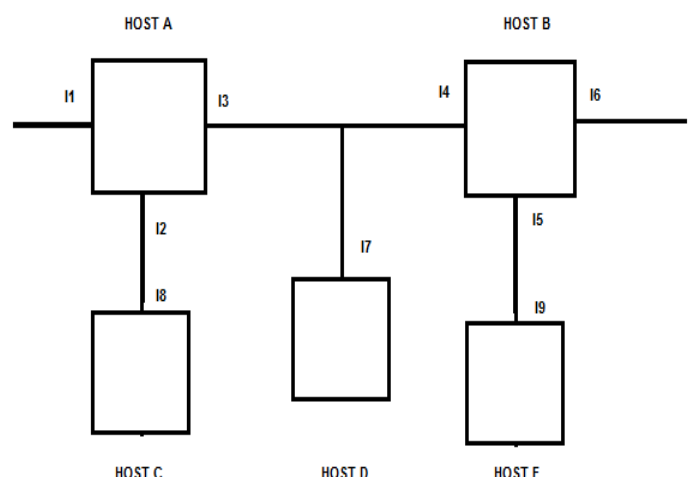 HOST A
HOST B
I1
I3
I4
I6
I2
I5
I7
I8
I9
HOST C
HOST D
HOST E